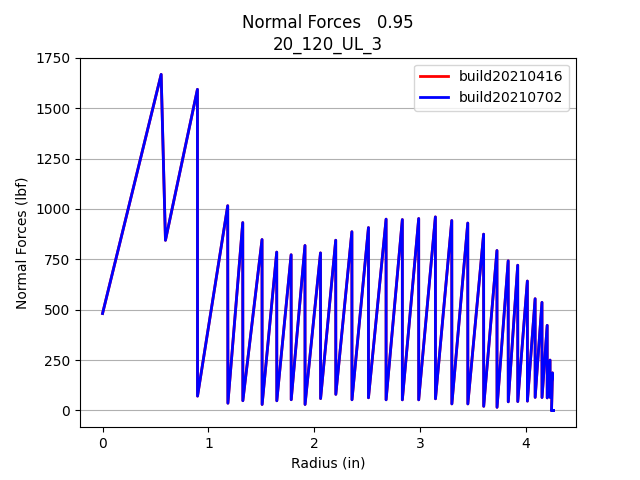 Normal Forces   0.95
20_120_UL_3
build20210416
build20210702
Normal Forces (lbf)
1750
1500
1250
1000
750
500
250
0
0 1 2 3 4
Radius (in)